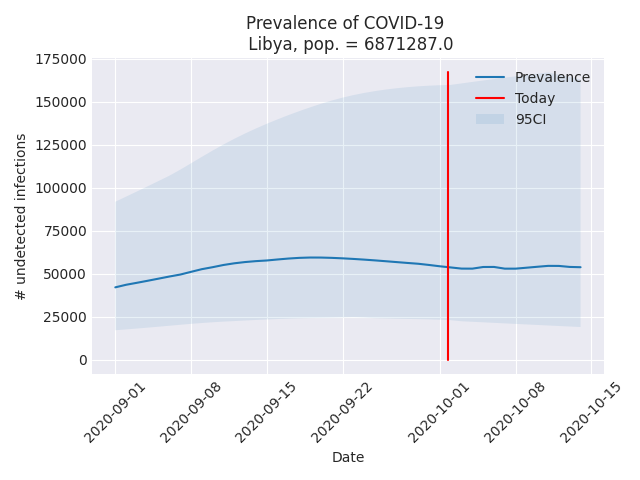 Prevalence of COVID-19
Libya, pop. = 6871287.0
175000
150000
125000
100000
75000
50000
25000
0
# undetected infections
Prevalence
Today
95CI
2020-09-01
2020-09-08
2020-09-15
2020-09-22
2020-10-01
2020-10-08
2020-10-15
Date